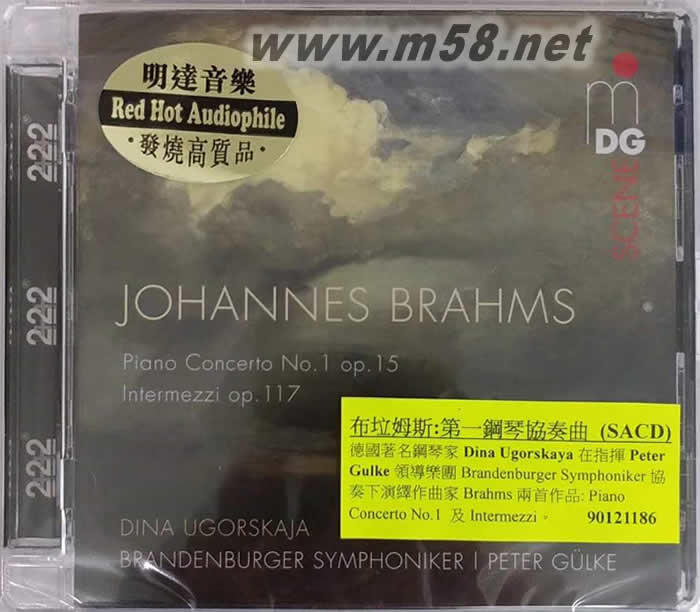 www.m58.net
明達音樂
Red Hot Audiophile
·發燒高質品·
m
DG
SCENE
222
222
222
JOHANNES BRAHMS
Piano Concerto No.1 op.15
Intermezzi op.117
布垃姆斯:第一鋼琴協奏曲 (SACD)
德國著名鋼琴家 Dina Ugorskaya 在指揮 Peter
Gulke 領導樂團 Brandenburger Symphoniker 協
奏下演繹作曲家 Brahms 兩首作品: Piano
Concerto No.1 及 Intermezzi。 90121186
DINA UGORSKAJA
BRANDENBURGER SYMPHONIKER | PETER GÜLKE